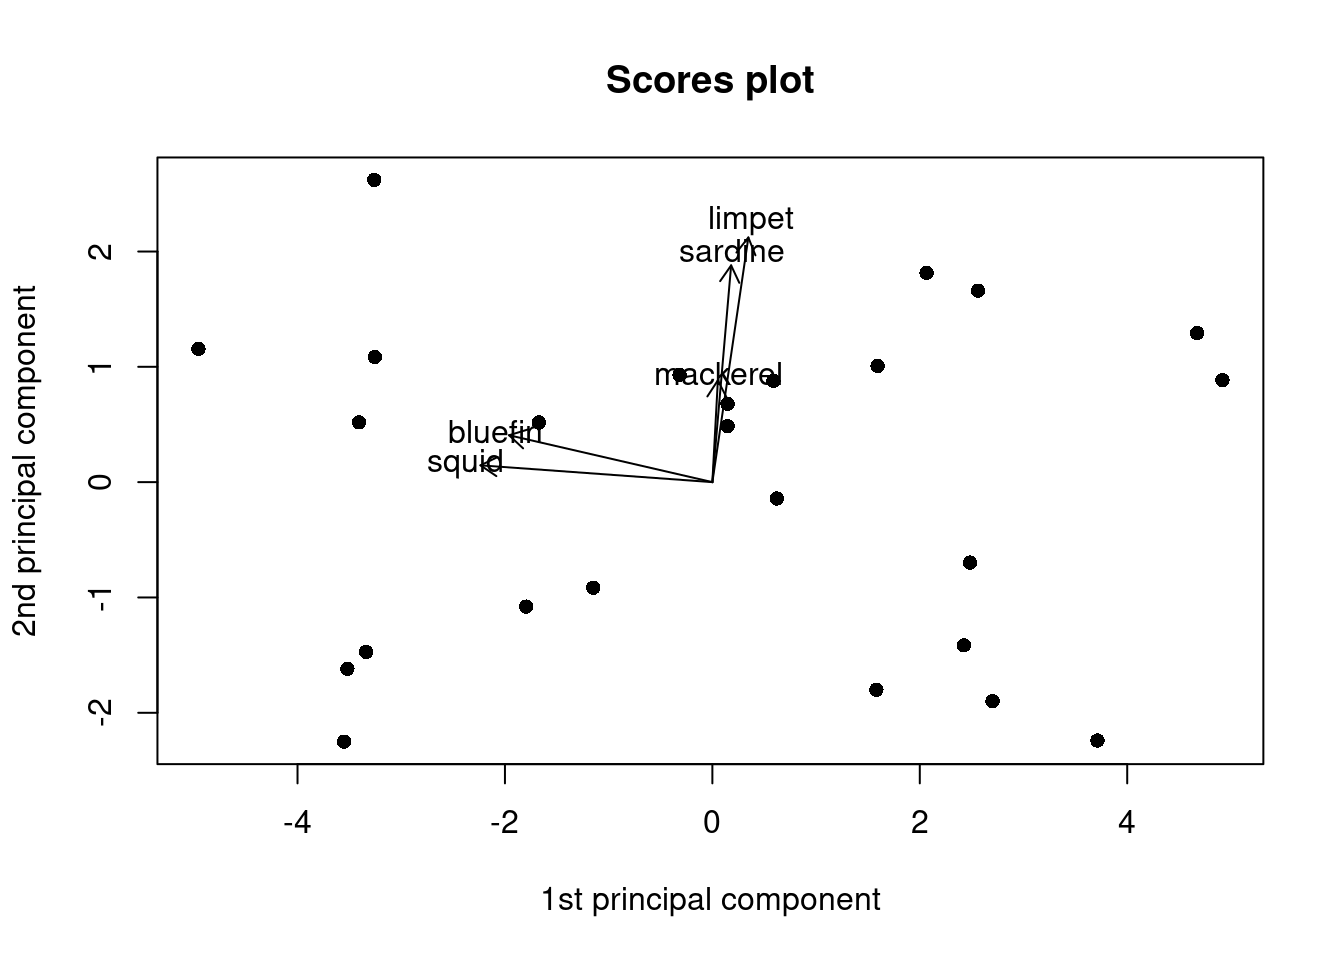 Scores plot
2nd principal component
2
1
0
-1
-2
limpet
sardine
mackerel
bluefin
squid
-4 -2 0 2 4
1st principal component